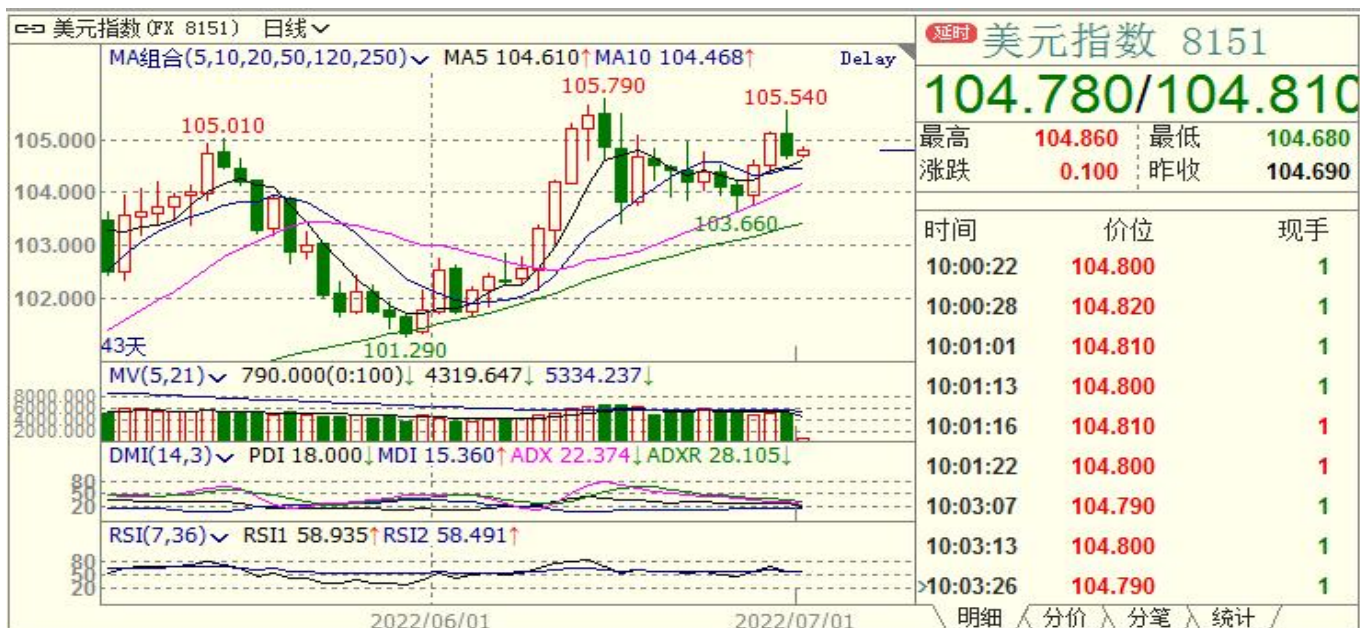 美元指数(FX 8151) 日线
MA组合(5,10,20,50,120,250) MA5 104.610↑MA10 104.468↑ Delay
105.790
105.540
105.010
105.000
104.000
103.000
103.660
102.000
101.290
43天
MV(5,21) 790.000(0:100)↓ 4319.647↓ 5334.237↓
8000.000
6000.000
2000.000
DMI(14,3) PDI 18.000↓MDI 15.360↑ADX 22.374↓ADXR 28.105↓
80
50
20
RSI(7,36) RSI1 58.935↑RSI2 58.491↑
80
50
20
2022/06/01 2022/07/01
延时 美元指数 8151
104.780/104.810
最高 104.860 最低 104.680
涨跌 0.100 昨收 104.690
时间 价位 现手
10:00:22 104.800 1
10:00:28 104.820 1
10:01:01 104.810 1
10:01:13 104.800 1
10:01:16 104.810 1
10:01:22 104.800 1
10:03:07 104.790 1
10:03:13 104.800 1
>10:03:26 104.790 1
明细 分价 分笔 统计